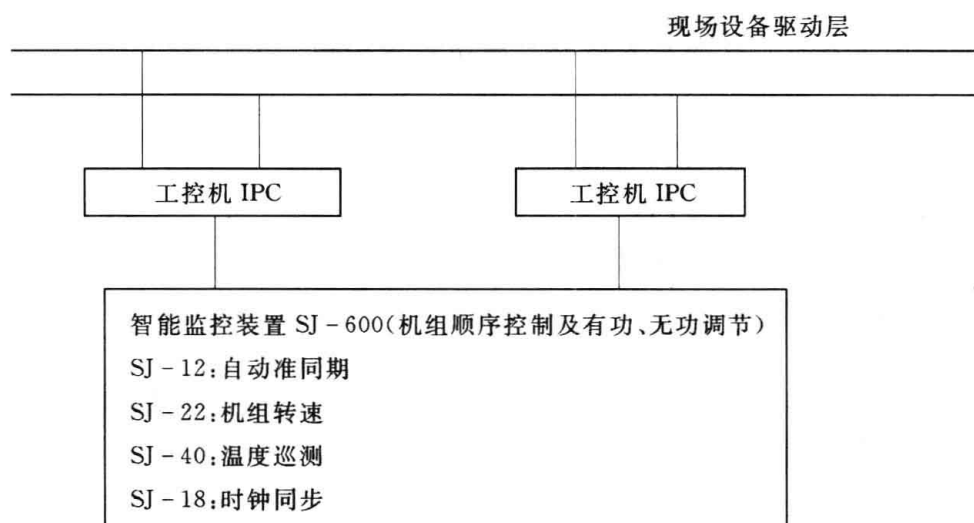 现场设备驱动层
工控机 IPC
工控机 IPC
智能监控装置 SJ-600(机组顺序控制及有功、无功调节)
SJ-12:自动准同期
SJ-22:机组转速
SJ-40:温度巡测
SJ-18:时钟同步